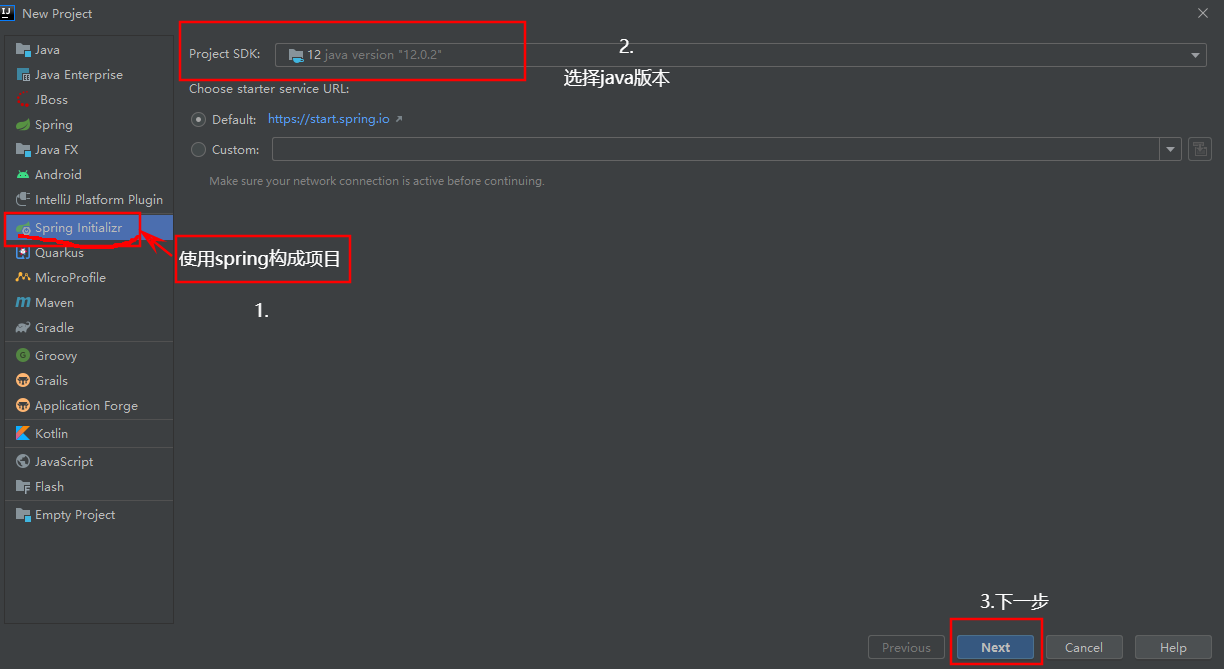 New Project
Java
Java Enterprise
JBoss
Spring
Java FX
Android
IntelliJ Platform Plugin
Spring Initializr
Quarkus
MicroProfile
Maven
Gradle
Groovy
Grails
Application Forge
Kotlin
JavaScript
Flash
Empty Project
Project SDK: 12 java version "12.0.2"
2.
选择java版本
Choose starter service URL:
Default: https://start.spring.io
Custom:
Make sure your network connection is active before continuing.
使用spring构成项目
1.
3.下一步
Previous
Next
Cancel
Help